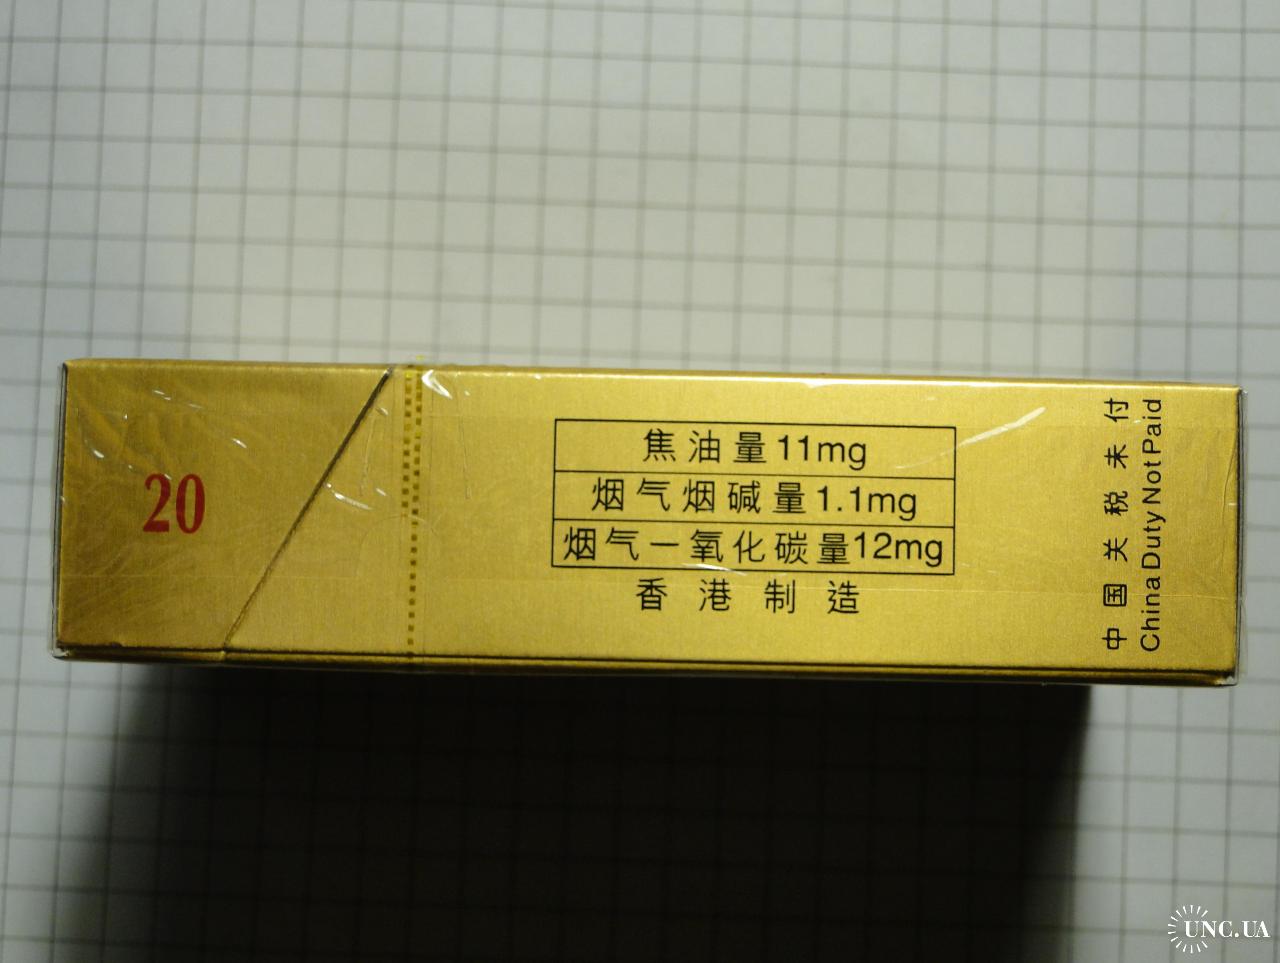 20
焦油量11mg
烟气烟碱量1.1mg
烟气一氧化碳量12mg
香港制造
中国关税未付
China Duty Not Paid
UNC.UA